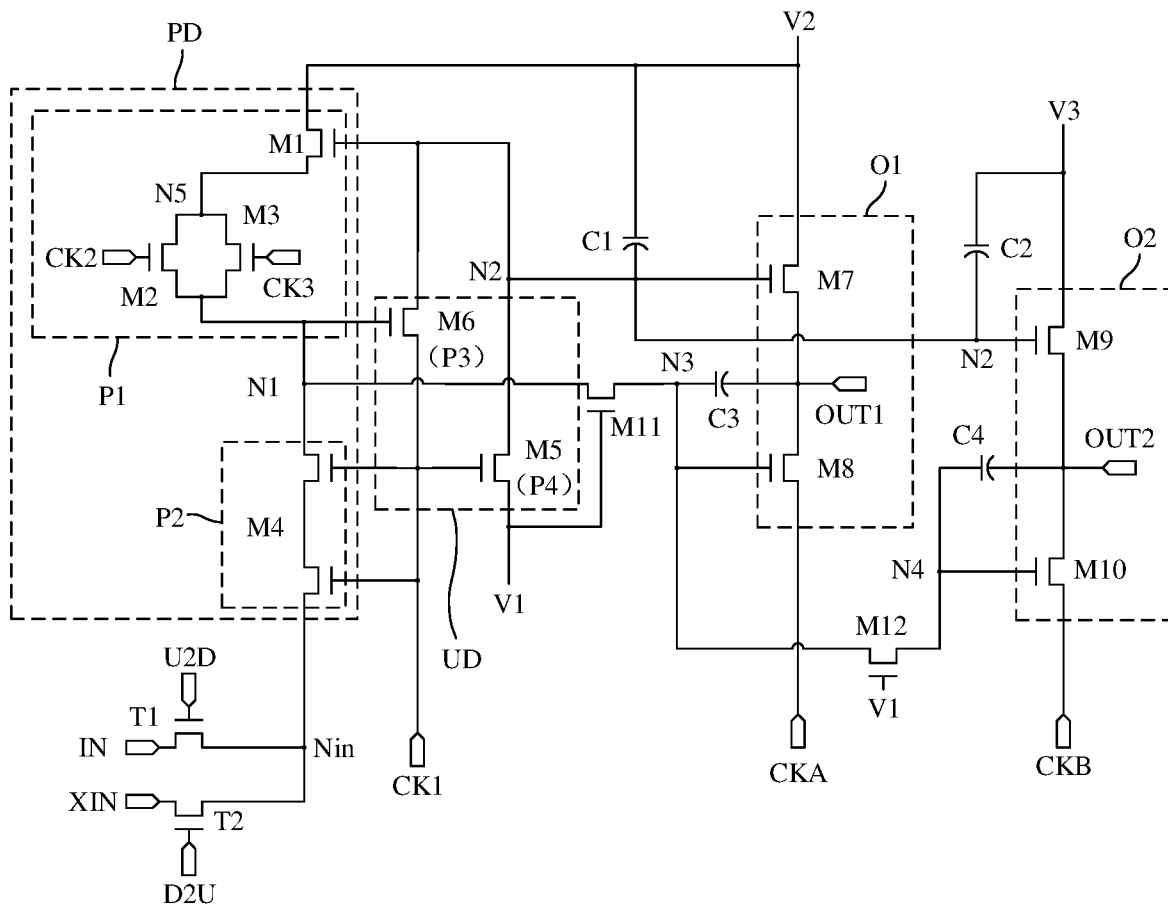 PD
V2
V3
M1
O1
N5
M3
C1
C2
O2
CK2
N2
M7
M2
CK3
M6
M9
(P3)
N3
N2
P1
N1
C3
OUT1
M11
C4
OUT2
M5
M8
(P4)
P2
M4
N4
M10
V1
M12
UD
U2D
V1
T1
IN
Nin
CK1
CKA
CKB
XIN
T2
D2U